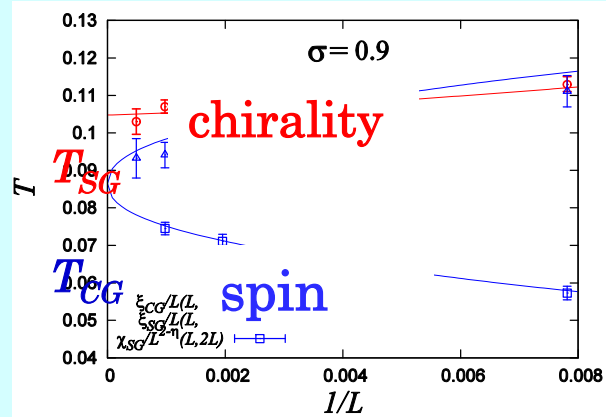 0.13
σ = 0.9
0.12
0.11
chirality
0.1
T_SG
0.09
T
0.08
0.07
T_CG
spin
0.06
ξ_CG/L(L,
ξ_SG/L(L,
0.05
χ_SG/L^{2-η}(L,2L)
0.04
0
0.002
0.004
0.006
0.008
1/L